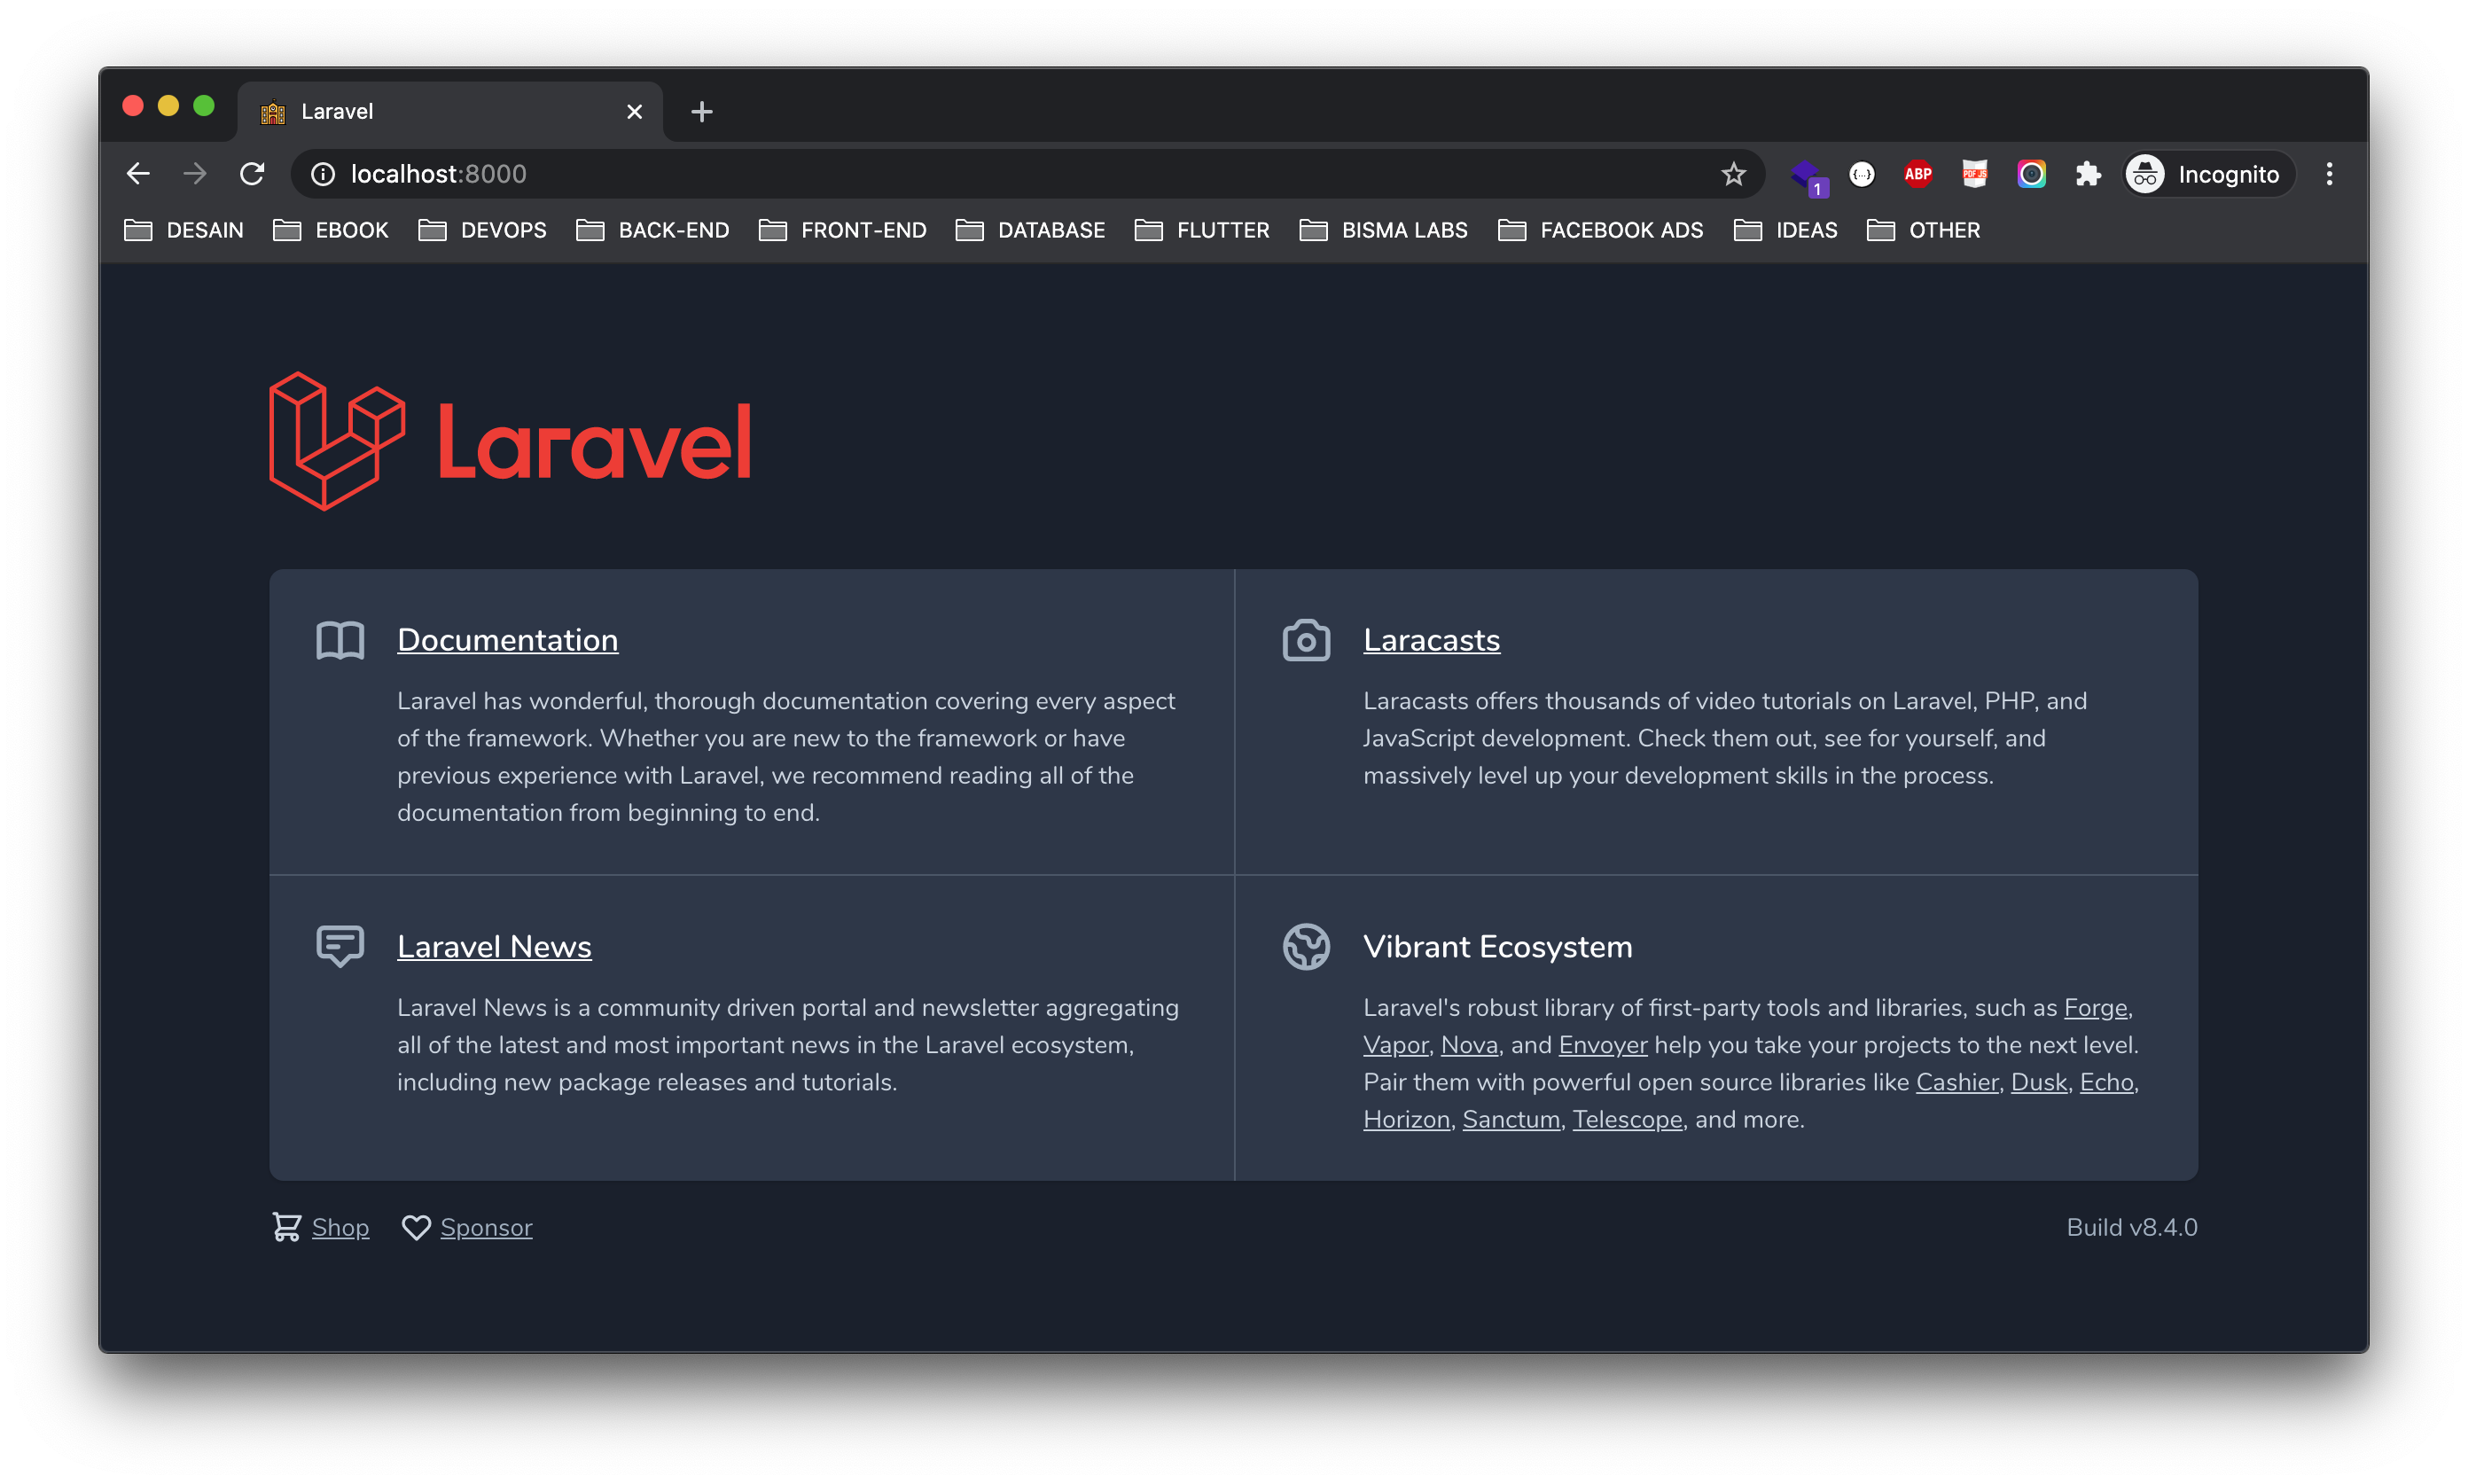 Laravel
localhost:8000
1
{...}
ABP
PDF JS
Incognito
DESAIN EBOOK DEVOPS BACK-END FRONT-END DATABASE FLUTTER BISMA LABS FACEBOOK ADS IDEAS OTHER
Laravel
Documentation
Laravel has wonderful, thorough documentation covering every aspect
of the framework. Whether you are new to the framework or have
previous experience with Laravel, we recommend reading all of the
documentation from beginning to end.
Laracasts
Laracasts offers thousands of video tutorials on Laravel, PHP, and
JavaScript development. Check them out, see for yourself, and
massively level up your development skills in the process.
Laravel News
Laravel News is a community driven portal and newsletter aggregating
all of the latest and most important news in the Laravel ecosystem,
including new package releases and tutorials.
Vibrant Ecosystem
Laravel's robust library of first-party tools and libraries, such as Forge,
Vapor, Nova, and Envoyer help you take your projects to the next level.
Pair them with powerful open source libraries like Cashier, Dusk, Echo,
Horizon, Sanctum, Telescope, and more.
Shop Sponsor
Build v8.4.0